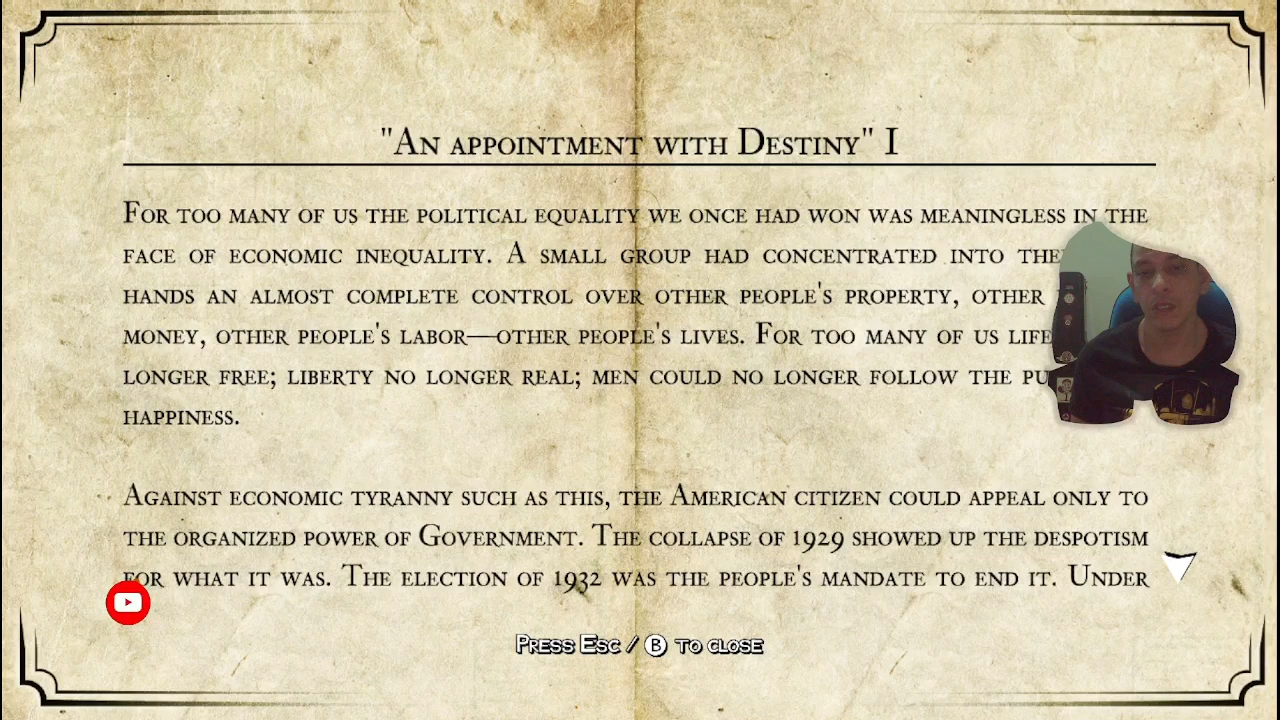 "An appointment with Destiny" I
For too many of us the political equality we once had won was meaningless in the
face of economic inequality. A small group had concentrated into
hands an almost complete control over other people's property, other
money, other people's labor—other people's lives. For too many of us life
longer free; liberty no longer real; men could no longer follow the
happiness.
Against economic tyranny such as this, the American citizen could appeal only to
the organized power of Government. The collapse of 1929 showed up the despotism
for what it was. The election of 1932 was the people's mandate to end it. Under
Press Esc / B to close